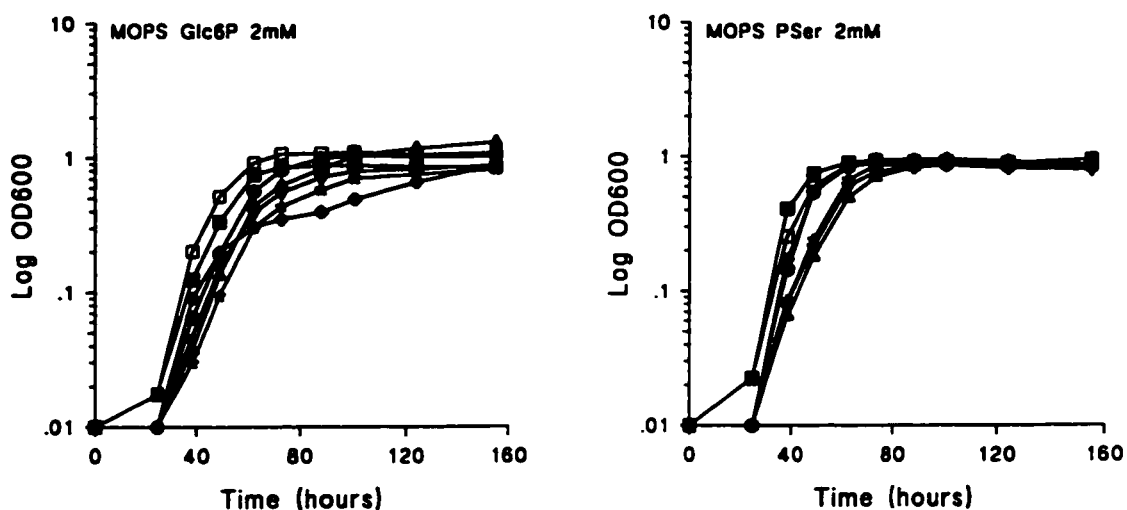 MOPS Glc6P 2mM
10
1
.1
.01
Log OD600
0 40 80 120 160
Time (hours)
MOPS PSer 2mM
10
1
.1
.01
Log OD600
0 40 80 120 160
Time (hours)